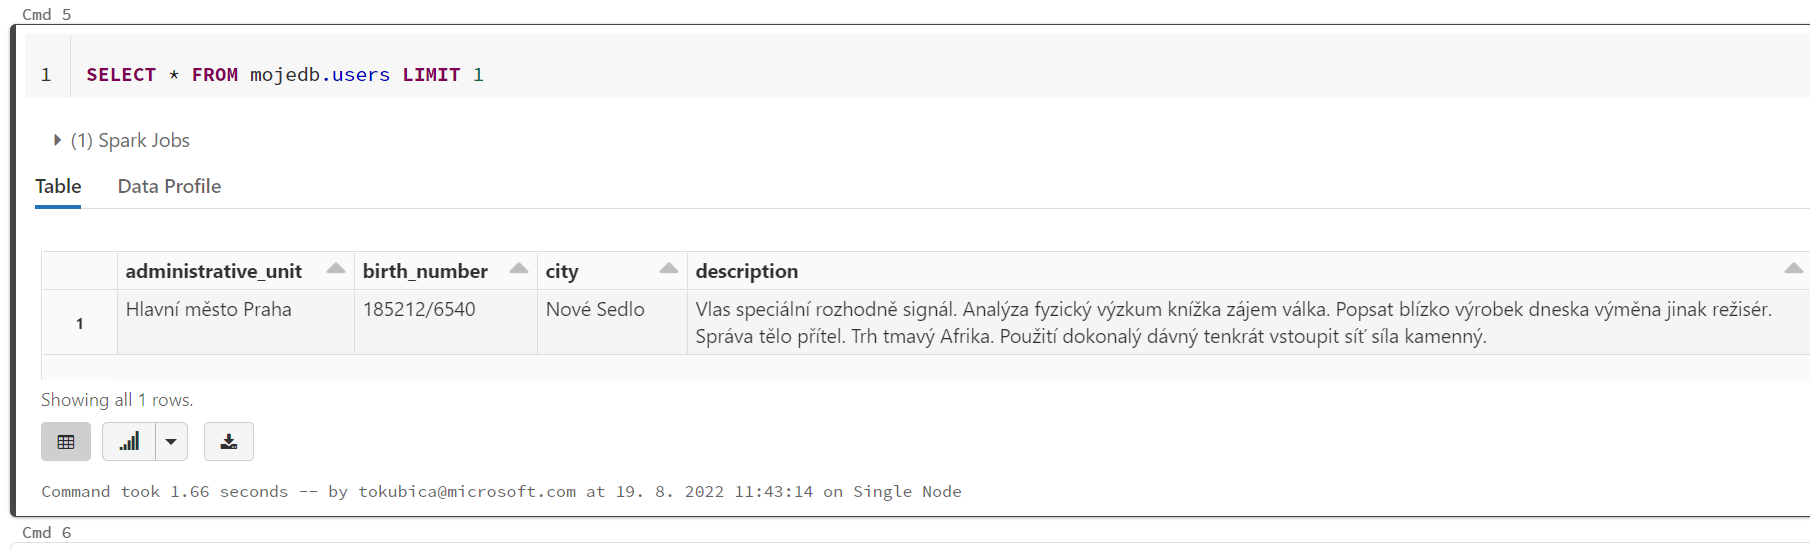 Cmd 5
1 SELECT * FROM mojedb.users LIMIT 1
(1) Spark Jobs
Table Data Profile
administrative_unit birth_number city description
1 Hlavní město Praha 185212/6540 Nové Sedlo Vlas speciální rozhodně signál. Analýza fyzický výzkum knížka zájem válka. Popsat blízko výrobek dneska výměna jinak režisér.
Správa tělo přítel. Trh tmavý Afrika. Použití dokonalý dávný tenkrát vstoupit síť síla kamenný.
Showing all 1 rows.
Command took 1.66 seconds -- by tokubica@microsoft.com at 19. 8. 2022 11:43:14 on Single Node
Cmd 6